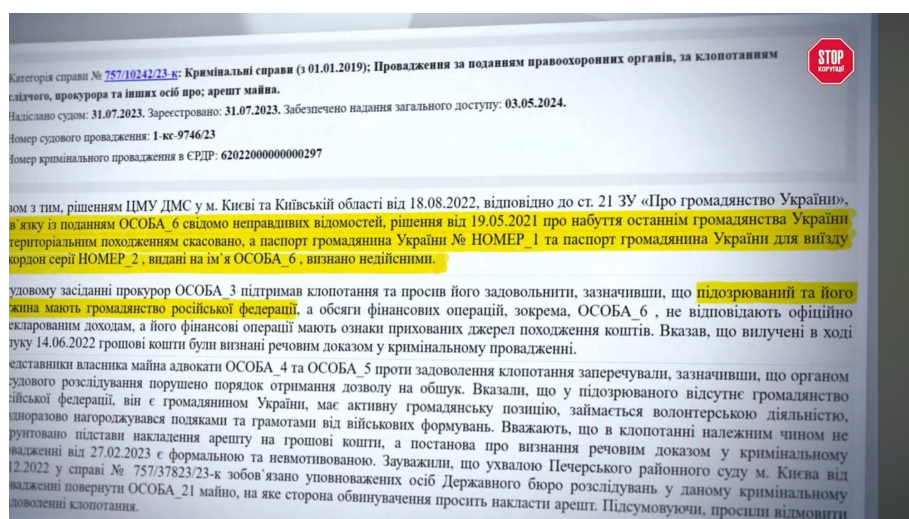 STOP
КОРУПЦІЇ
Категорія справи № 757/10242/23-к: Кримінальні справи (з 01.01.2019); Провадження за поданням правоохоронних органів, за клопотанням
слідчого, прокурора та інших осіб про; арешт майна.
Надіслано судом: 31.07.2023. Зареєстровано: 31.07.2023. Забезпечено надання загального доступу: 03.05.2024.
Номер судового провадження: 1-кс-9746/23
Номер кримінального провадження в ЄРДР: 62022000000000297
зом з тим, рішенням ЦМУ ДМС у м. Києві та Київській області від 18.08.2022, відповідно до ст. 21 ЗУ «Про громадянство України»,
в`язку із поданням ОСОБА_6 свідомо неправдивих відомостей, рішення від 19.05.2021 про набуття останнім громадянства України
територіальним походженням скасовано, а паспорт громадянина України № НОМЕР_1 та паспорт громадянина України для виїзду
кордон серії НОМЕР_2 , видані на ім`я ОСОБА_6 , визнано недійсними.
удовому засіданні прокурор ОСОБА_3 підтримав клопотання та просив його задовольнити, зазначивши, що підозрюваний та його
жина мають громадянство російської федерації, а обсяги фінансових операцій, зокрема, ОСОБА_6 , не відповідають офіційно
екларованим доходам, а його фінансові операції мають ознаки прихованих джерел походження коштів. Вказав, що вилучені в ході
уку 14.06.2022 грошові кошти були визнані речовим доказом у кримінальному провадженні.
едставники власника майна адвокати ОСОБА_4 та ОСОБА_5 проти задоволення клопотання заперечували, зазначивши, що органом
судового розслідування порушено порядок отримання дозволу на обшук. Вказали, що у підозрюваного відсутнє громадянство
ійської федерації, він є громадянином України, має активну громадянську позицію, займається волонтерською діяльністю,
одноразово нагороджувався подяками та грамотами від військових формувань. Вважають, що в клопотанні належним чином не
рунтовано підстави накладення арешту на грошові кошти, а постанова про визнання речовим доказом у кримінальному
вадженні від 27.02.2023 є формальною та невмотивованою. Зауважили, що ухвалою Печерського районного суду м. Києва від
12.2022 у справі № 757/37823/23-к зобов`язано уповноважених осіб Державного бюро розслідувань у даному кримінальному
вадженні повернути ОСОБА_21 майно, на яке сторона обвинувачення просить накласти арешт. Підсумовуючи, просили відмовити
доволенні клопотання.